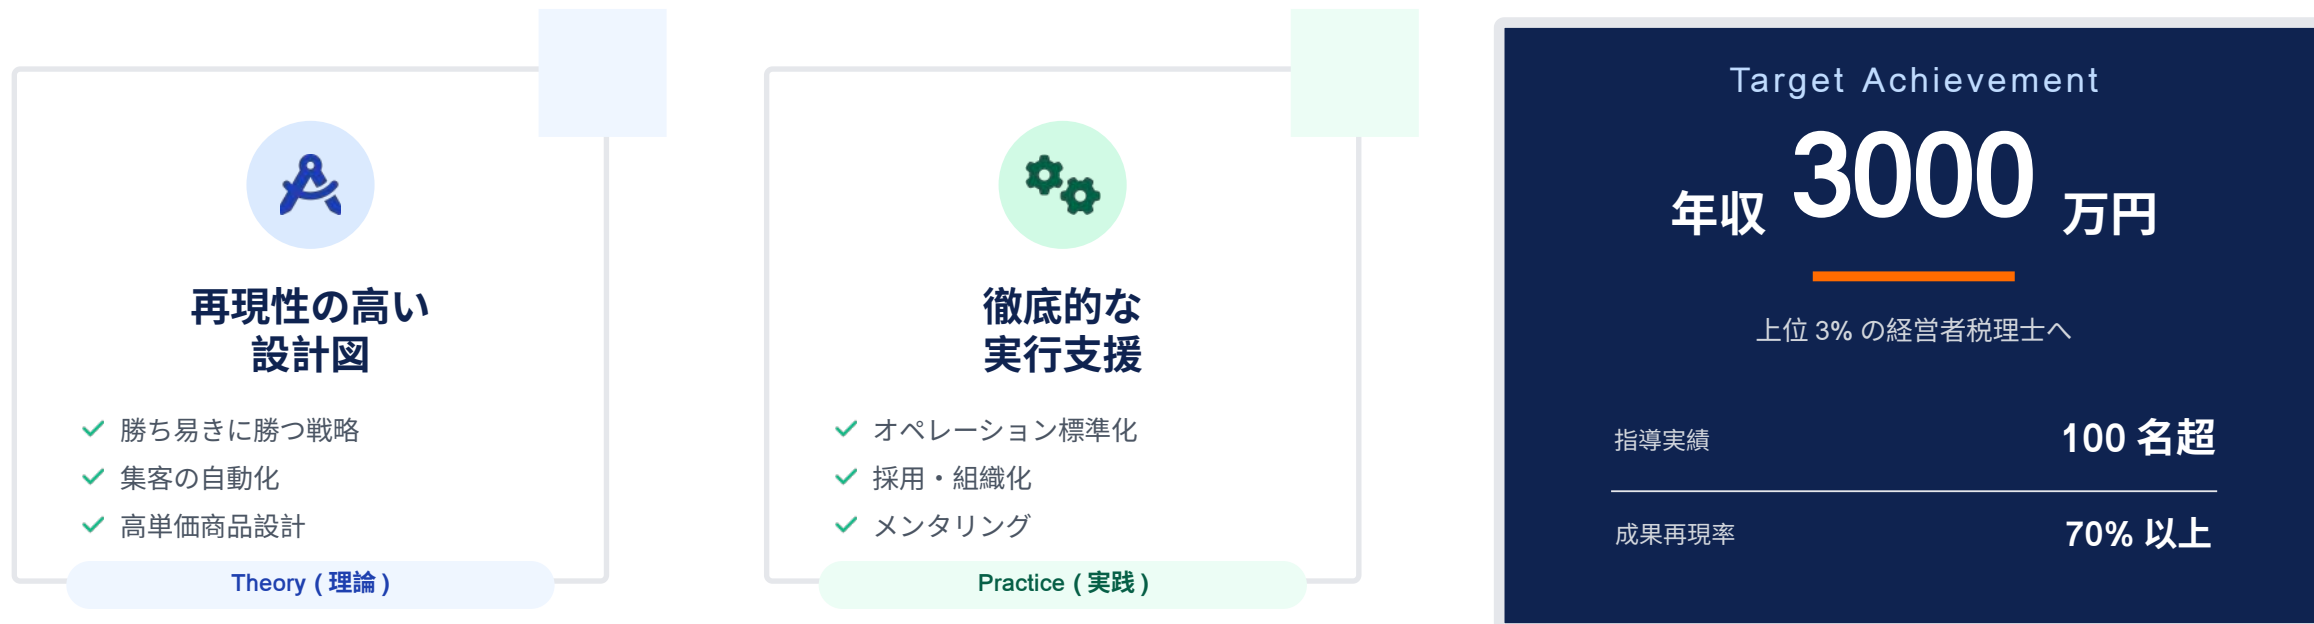 再現性の高い
設計図
勝ち易きに勝つ戦略
集客の自動化
高単価商品設計
Theory ( 理論 )
徹底的な
実行支援
オペレーション標準化
採用・組織化
メンタリング
Practice ( 実践 )
Target Achievement
年収 3000 万円
上位 3% の経営者税理士へ
指導実績 100 名超
成果再現率 70% 以上